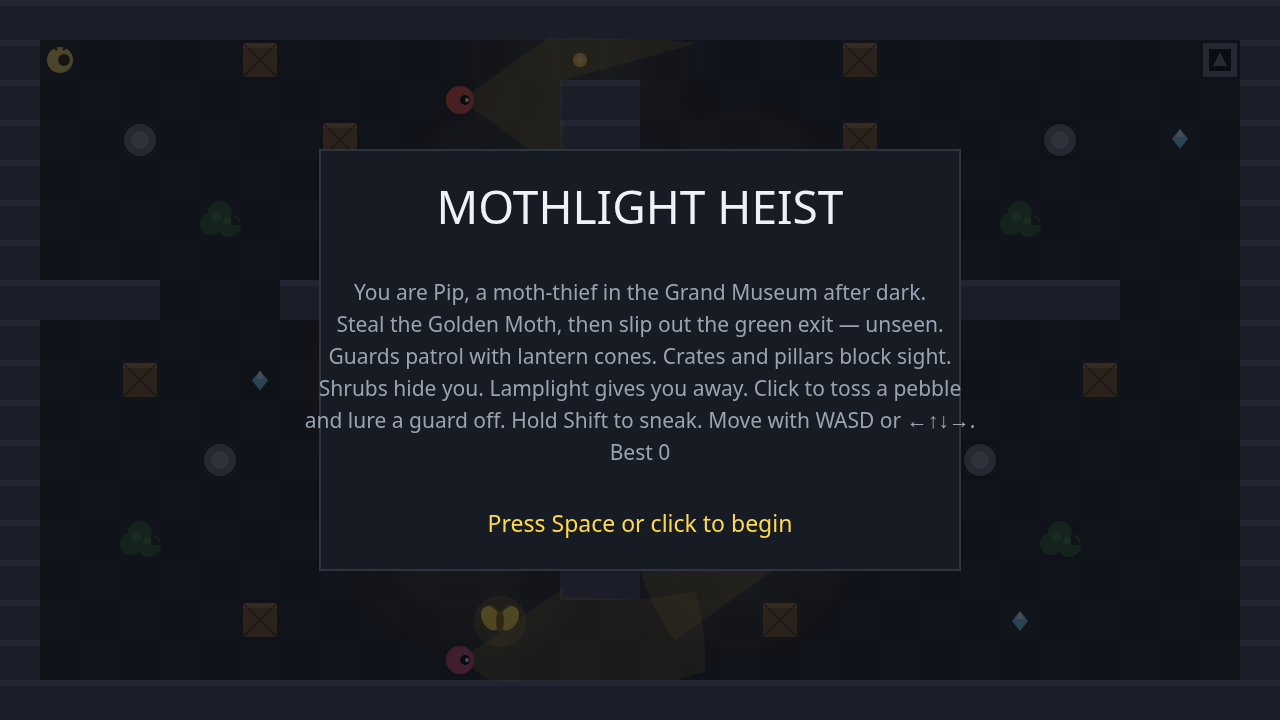 MOTHLIGHT HEIST
You are Pip, a moth-thief in the Grand Museum after dark.
Steal the Golden Moth, then slip out the green exit — unseen.
Guards patrol with lantern cones. Crates and pillars block sight.
Shrubs hide you. Lamplight gives you away. Click to toss a pebble
and lure a guard off. Hold Shift to sneak. Move with WASD or ←↑↓→.
Best 0
Press Space or click to begin